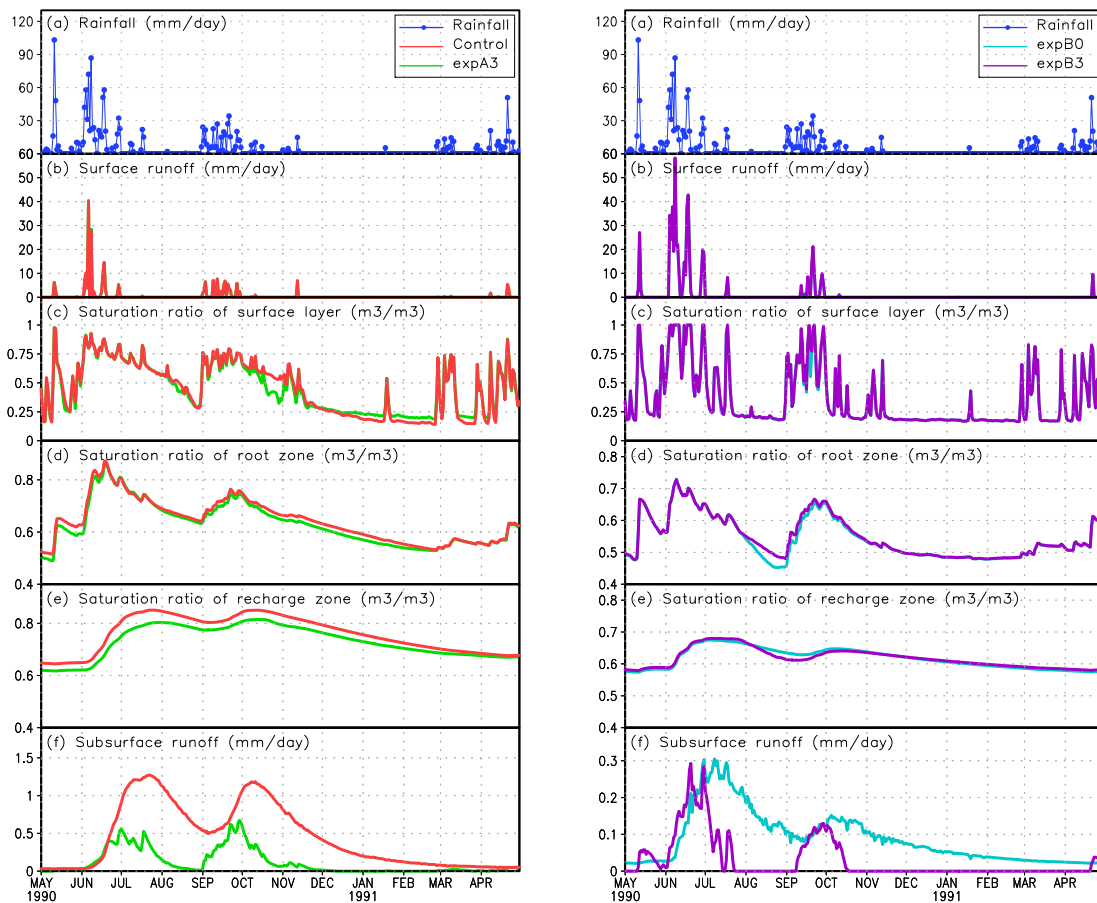 (a) Rainfall (mm/day)
Rainfall
Control
expA3
120
90
60
30
60
(b) Surface runoff (mm/day)
50
40
30
20
10
0
(c) Saturation ratio of surface layer (m3/m3)
1
0.75
0.5
0.25
0
(d) Saturation ratio of root zone (m3/m3)
0.8
0.6
0.4
(e) Saturation ratio of recharge zone (m3/m3)
0.8
0.6
0.4
(f) Subsurface runoff (mm/day)
1.5
1
0.5
0
MAY JUN JUL AUG SEP OCT NOV DEC FEB MAR APR
1990 1991
(a) Rainfall (mm/day)
Rainfall
expB0
expB3
120
90
60
30
60
(b) Surface runoff (mm/day)
50
40
30
20
10
0
(c) Saturation ratio of surface layer (m3/m3)
1
0.75
0.5
0.25
0
(d) Saturation ratio of root zone (m3/m3)
0.8
0.7
0.6
0.5
0.4
(e) Saturation ratio of recharge zone (m3/m3)
0.7
0.6
0.5
0.4
(f) Subsurface runoff (mm/day)
0.3
0.2
0.1
0
MAY JUN JUL AUG SEP OCT NOV DEC FEB MAR APR
1990 1991